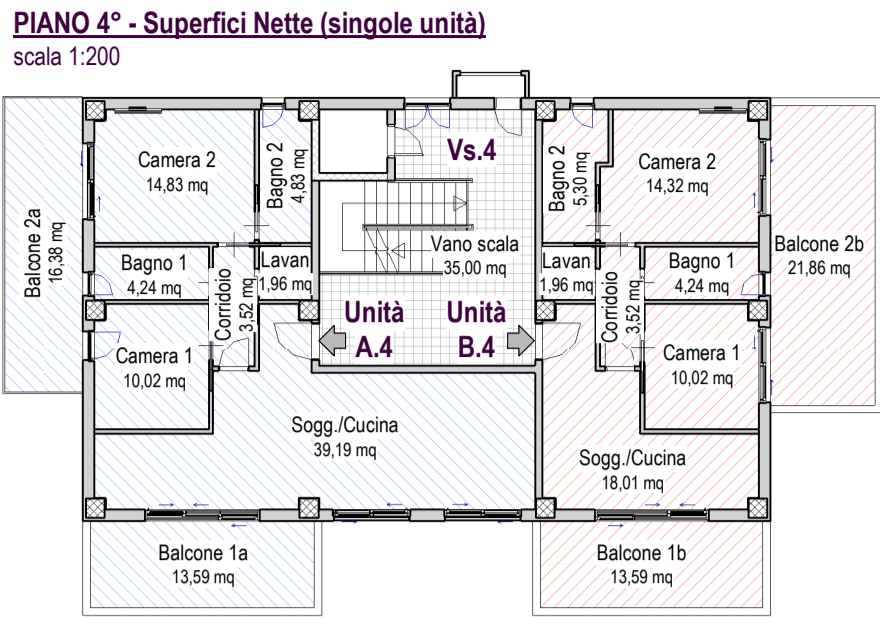 PIANO 4° - Superfici Nette (singole unità)
scala 1:200
Vs.4
Camera 2
14,83 mq
Bagno 2
4,83 mq
Bagno 2
5,30 mq
Camera 2
14,32 mq
Balcone 2a
16,38 mq
Vano scala
35,00 mq
Balcone 2b
21,86 mq
Bagno 1
4,24 mq
Corridoio
3,52 mq
Lavan
1,96 mq
Lavan
1,96 mq
Corridoio
3,52 mq
Bagno 1
4,24 mq
Unità
A.4
Unità
B.4
Camera 1
10,02 mq
Camera 1
10,02 mq
Sogg./Cucina
39,19 mq
Sogg./Cucina
18,01 mq
Balcone 1a
13,59 mq
Balcone 1b
13,59 mq